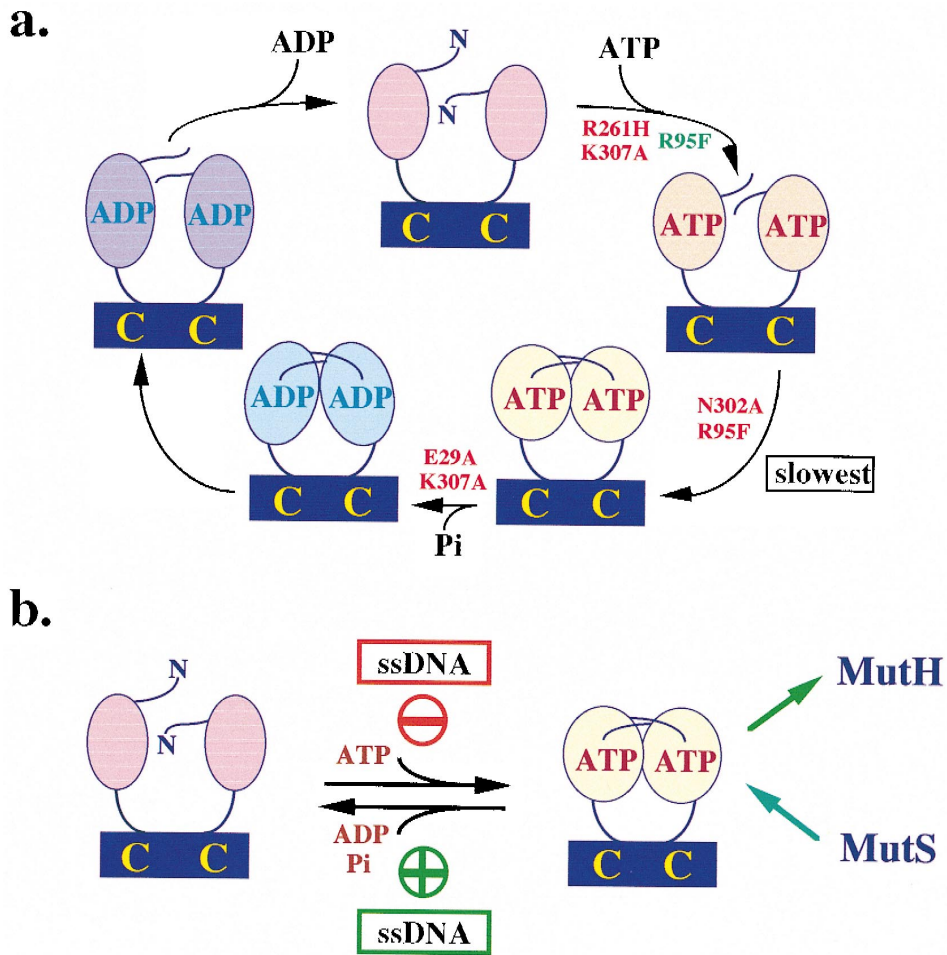 a.
ADP
N
N
C C
ATP
R261H
K307A
R95F
ATP ATP
C C
N302A
R95F
slowest
ATP ATP
C C
E29A
K307A
Pi
ADP ADP
C C
ADP ADP
C C
b.
N
N
C C
ssDNA
ATP
ADP
Pi
ssDNA
ATP ATP
C C
MutH
MutS